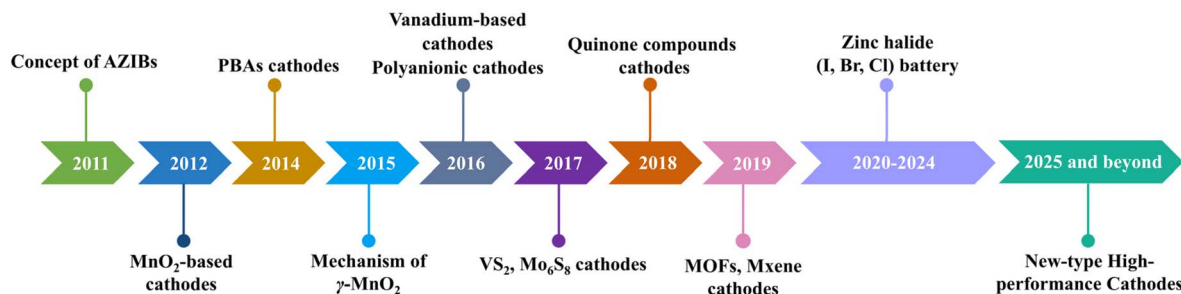 Concept of AZIBs
PBAs cathodes
Vanadium-based
cathodes
Polyanionic cathodes
Quinone compounds
cathodes
Zinc halide
(I, Br, Cl) battery
2011
2012
2014
2015
2016
2017
2018
2019
2020-2024
2025 and beyond
MnO₂-based
cathodes
Mechanism of
γ-MnO₂
VS₂, Mo₆S₈ cathodes
MOFs, Mxene
cathodes
New-type High-
performance Cathodes